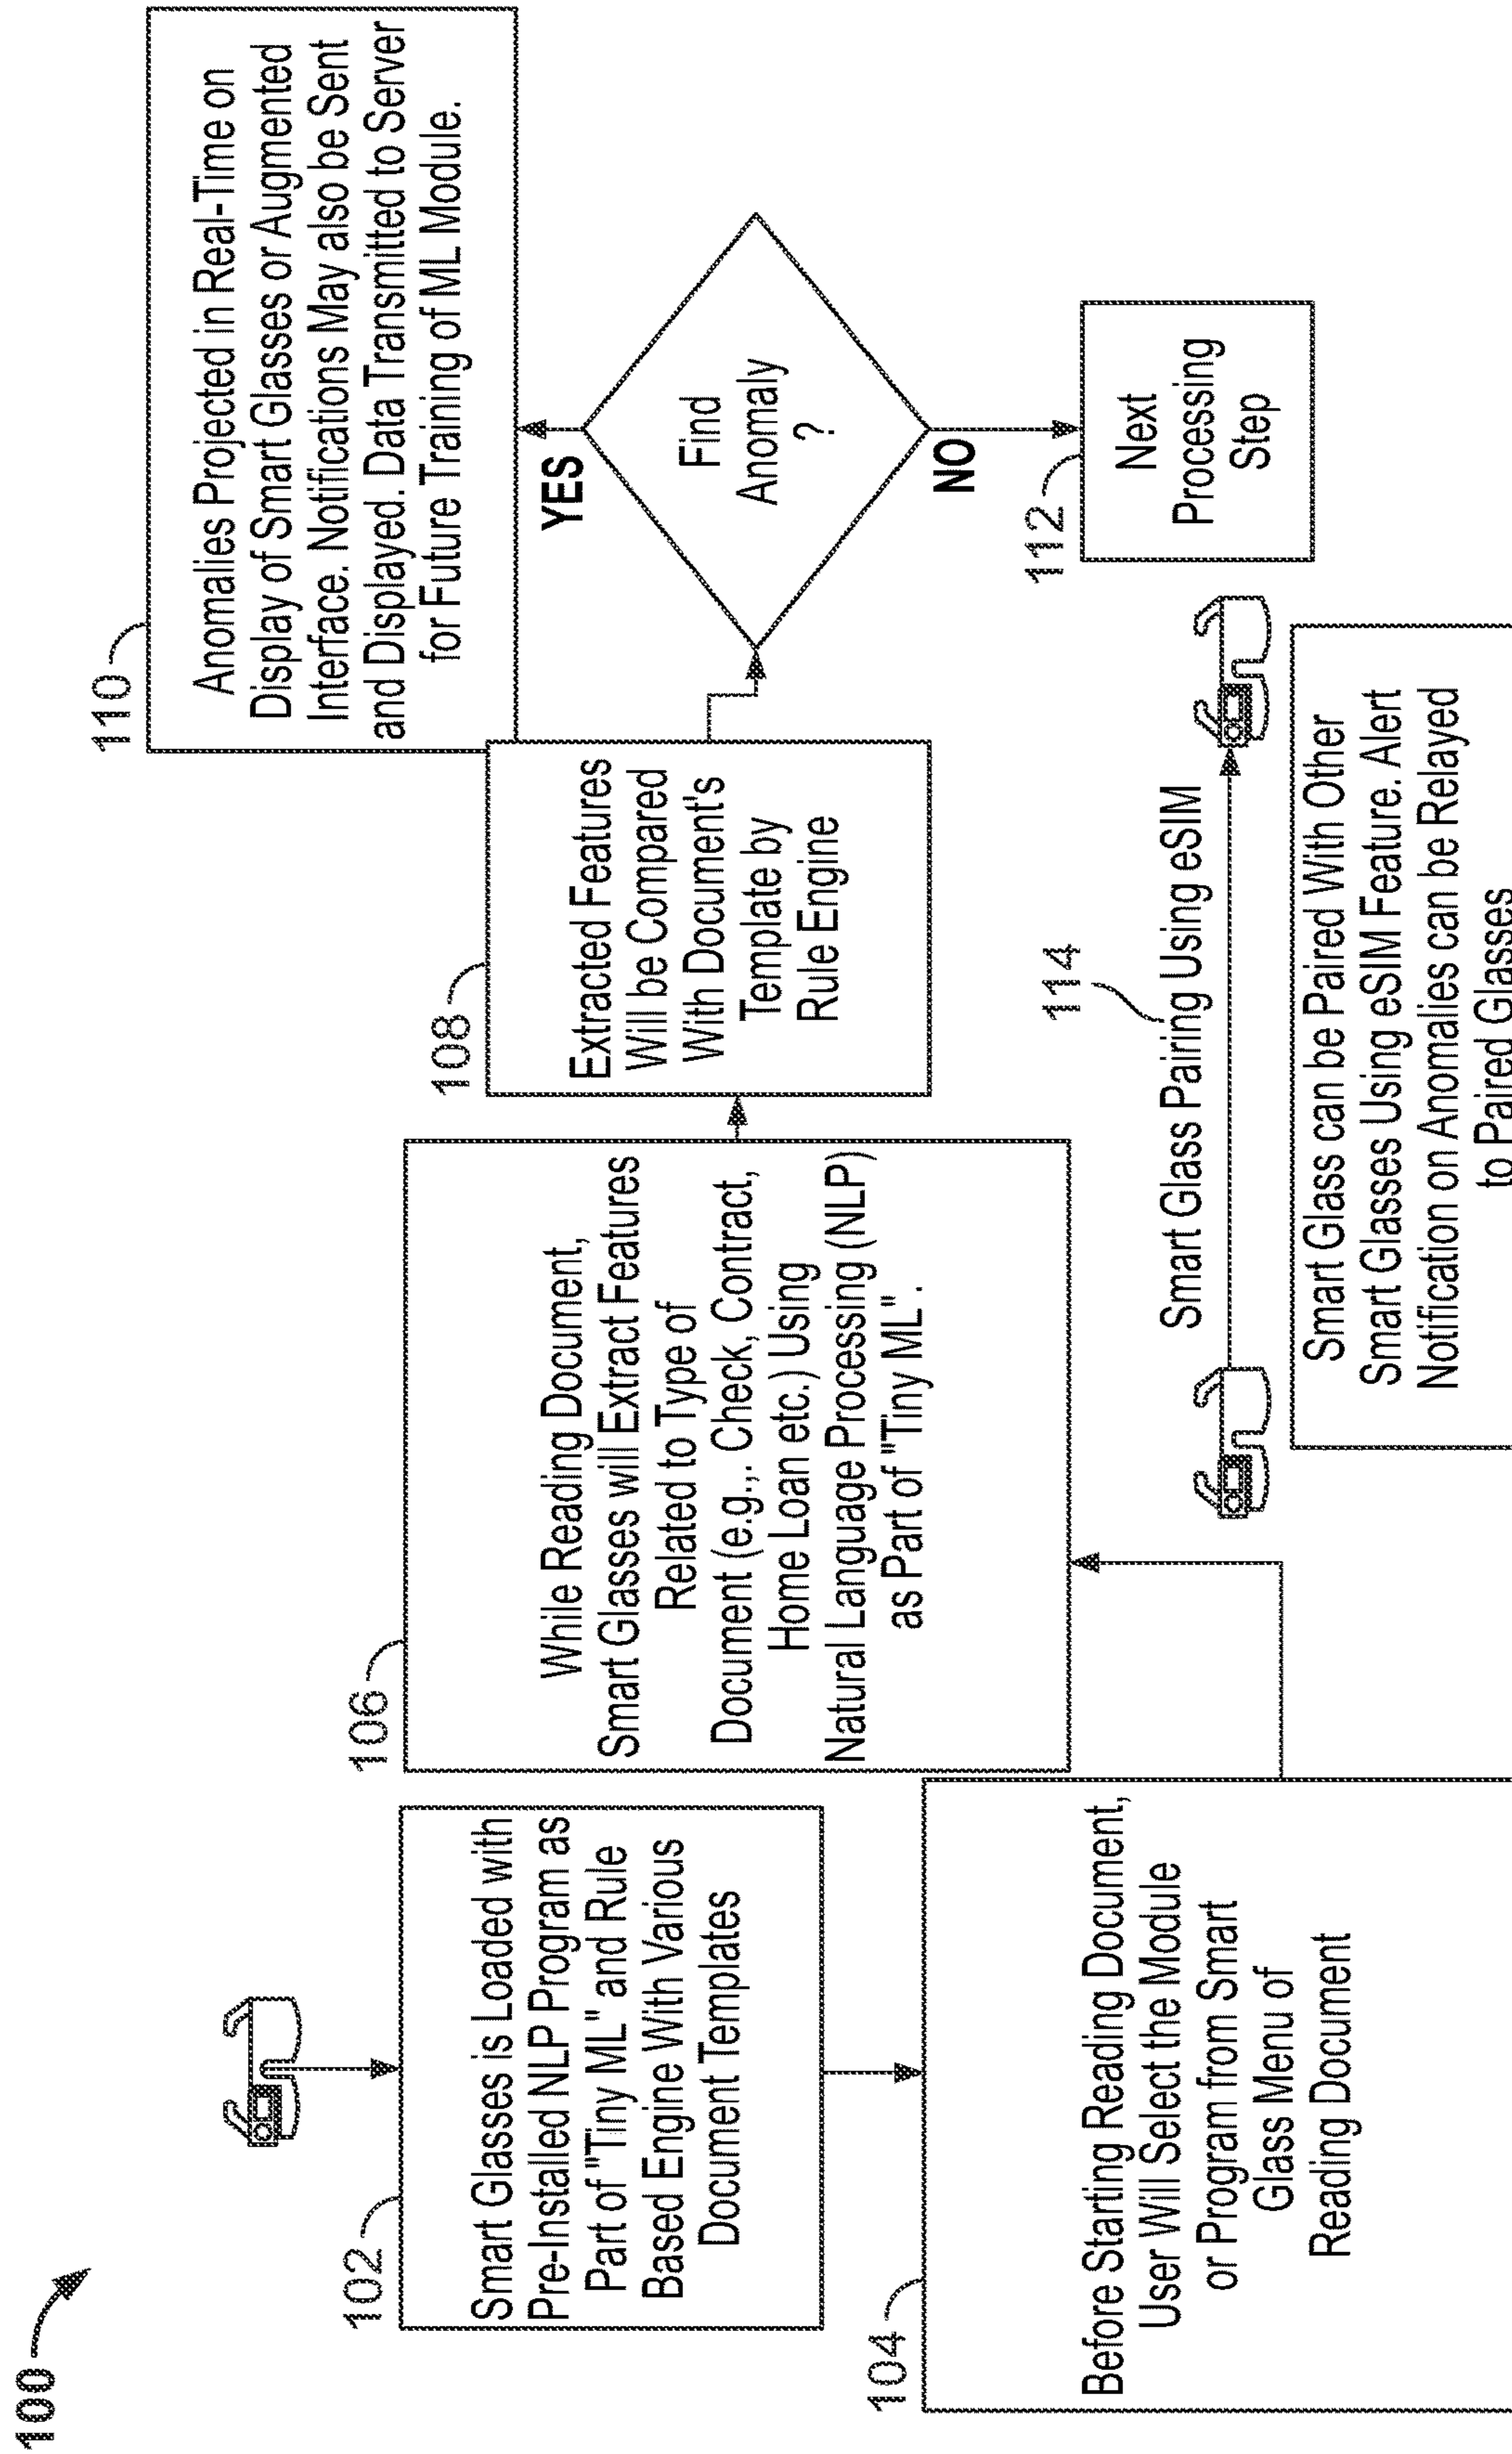 100
102
Smart Glasses is Loaded with
Pre-Installed NLP Program as
Part of "Tiny ML" and Rule
Based Engine With Various
Document Templates
104
Before Starting Reading Document,
User Will Select the Module
or Program from Smart
Glass Menu of
Reading Document
106
While Reading Document,
Smart Glasses will Extract Features
Related to Type of
Document (e.g.,. Check, Contract,
Home Loan etc.) Using
Natural Language Processing (NLP)
as Part of "Tiny ML".
108
Extracted Features
Will be Compared
With Document's
Template by
Rule Engine
110
Anomalies Projected in Real-Time on
Display of Smart Glasses or Augmented
Interface. Notifications May also be Sent
and Displayed. Data Transmitted to Server
for Future Training of ML Module.
YES
Find
Anomaly
?
NO
112
Next
Processing
Step
114
Smart Glass Pairing Using eSIM
Smart Glass can be Paired With Other
Smart Glasses Using eSIM Feature. Alert
Notification on Anomalies can be Relayed
to Paired Glasses